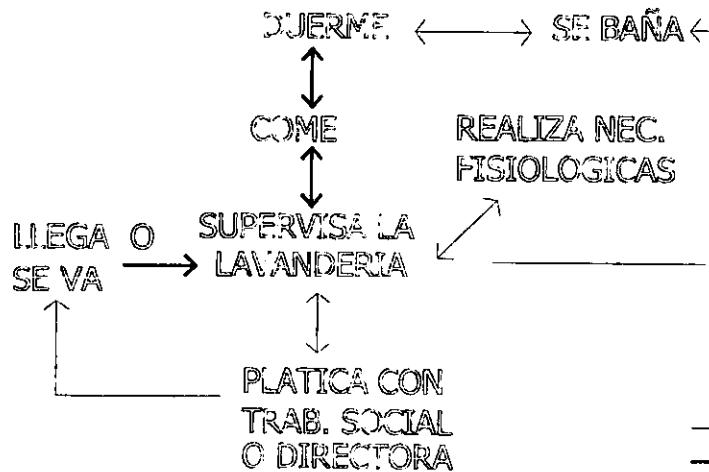 DUERME
SE BAÑA
COME
REALIZA NEC.
FISIOLOGICAS
LLEGA O
SE VA
SUPERVISA LA
LAVANDERIA
PLATICA CON
TRAB. SOCIAL
O DIRECTORA